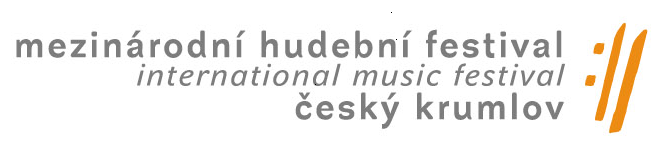 mezinárodní hudební festival
international music festival
český krumlov